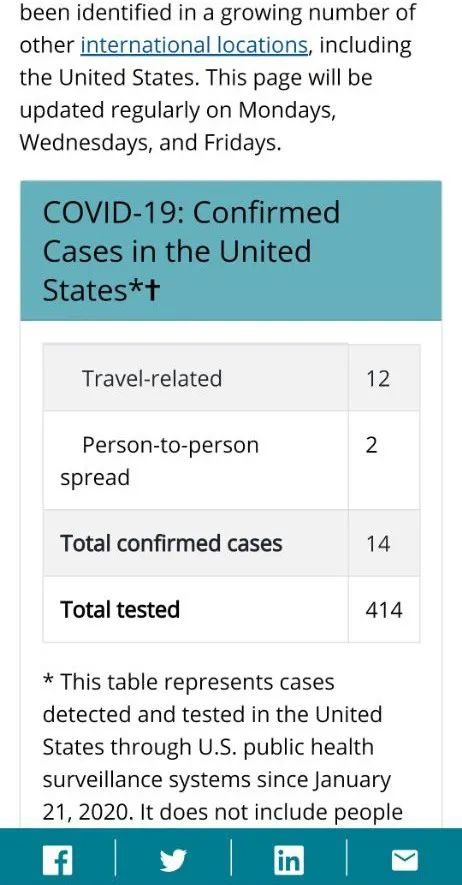 been identified in a growing number of
other international locations, including
the United States. This page will be
updated regularly on Mondays,
Wednesdays, and Fridays.
COVID-19: Confirmed
Cases in the United
States*†
Travel-related 12
Person-to-person
spread 2
Total confirmed cases 14
Total tested 414
* This table represents cases
detected and tested in the United
States through U.S. public health
surveillance systems since January
21, 2020. It does not include people